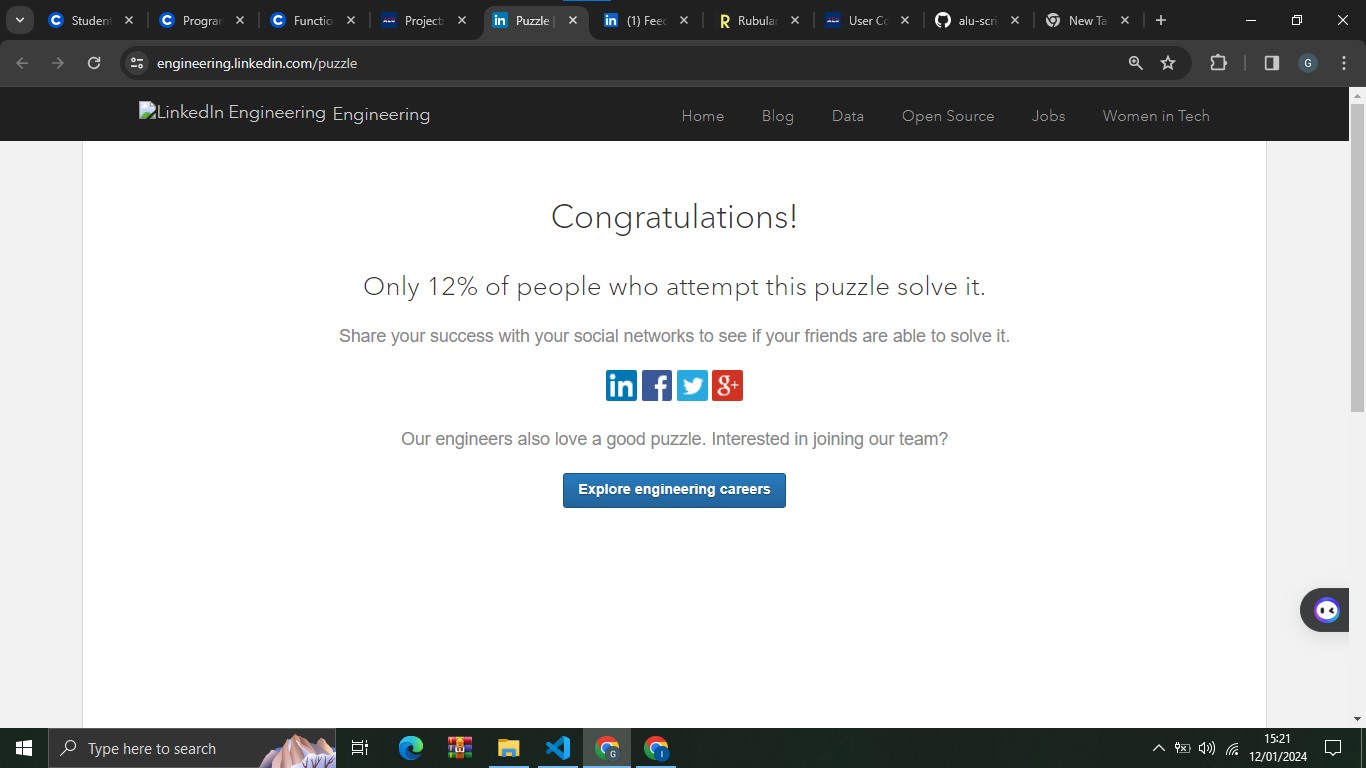 Student
Program
Functio
Project
Puzzle |
(1) Feed
Rubular
User Co
alu-scri
New Ta
engineering.linkedin.com/puzzle
G
LinkedIn Engineering Engineering
Home
Blog
Data
Open Source
Jobs
Women in Tech
Congratulations!
Only 12% of people who attempt this puzzle solve it.
Share your success with your social networks to see if your friends are able to solve it.
in f g+
Our engineers also love a good puzzle. Interested in joining our team?
Explore engineering careers
Type here to search
15:21
12/01/2024